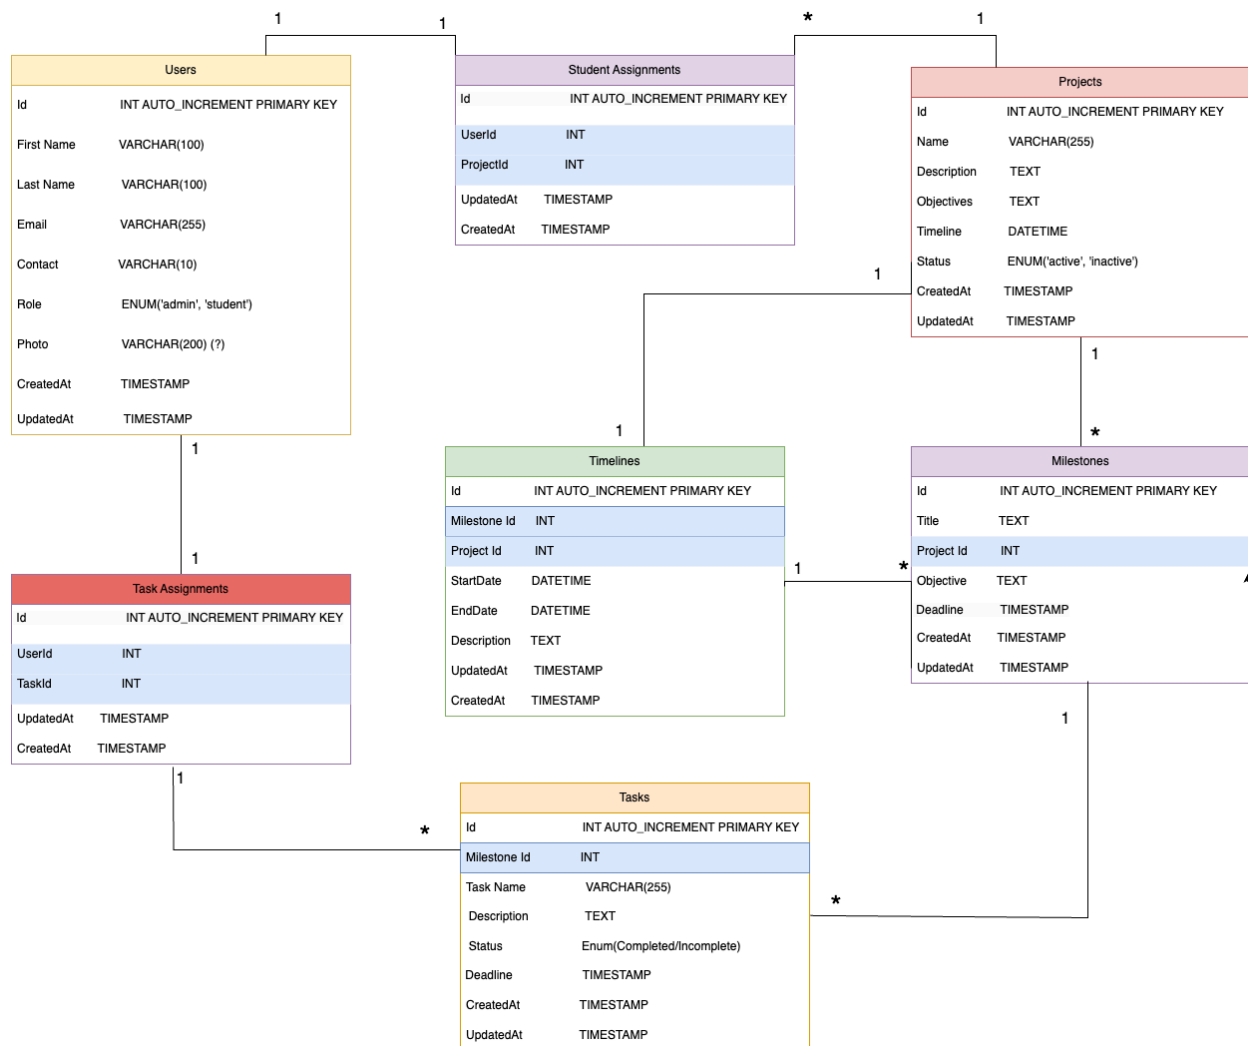 1
1
*
1
Users
Id INT AUTO_INCREMENT PRIMARY KEY
First Name VARCHAR(100)
Last Name VARCHAR(100)
Email VARCHAR(255)
Contact VARCHAR(10)
Role ENUM('admin', 'student')
Photo VARCHAR(200) (?)
CreatedAt TIMESTAMP
UpdatedAt TIMESTAMP
Student Assignments
Id INT AUTO_INCREMENT PRIMARY KEY
UserId INT
ProjectId INT
UpdatedAt TIMESTAMP
CreatedAt TIMESTAMP
Projects
Id INT AUTO_INCREMENT PRIMARY KEY
Name VARCHAR(255)
Description TEXT
Objectives TEXT
Timeline DATETIME
Status ENUM('active', 'inactive')
CreatedAt TIMESTAMP
UpdatedAt TIMESTAMP
1
1
1
1
*
1
Task Assignments
Id INT AUTO_INCREMENT PRIMARY KEY
UserId INT
TaskId INT
UpdatedAt TIMESTAMP
CreatedAt TIMESTAMP
Timelines
Id INT AUTO_INCREMENT PRIMARY KEY
Milestone Id INT
Project Id INT
StartDate DATETIME
EndDate DATETIME
Description TEXT
UpdatedAt TIMESTAMP
CreatedAt TIMESTAMP
1
*
Milestones
Id INT AUTO_INCREMENT PRIMARY KEY
Title TEXT
Project Id INT
Objective TEXT
Deadline TIMESTAMP
CreatedAt TIMESTAMP
UpdatedAt TIMESTAMP
1
1
*
*
Tasks
Id INT AUTO_INCREMENT PRIMARY KEY
Milestone Id INT
Task Name VARCHAR(255)
Description TEXT
Status Enum(Completed/Incomplete)
Deadline TIMESTAMP
CreatedAt TIMESTAMP
UpdatedAt TIMESTAMP